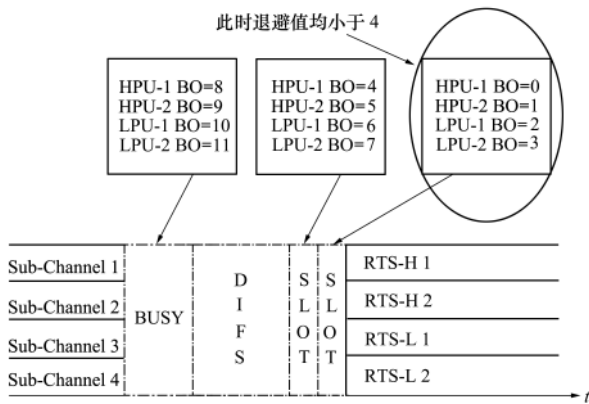 此时退避值均小于 4
HPU-1 BO=8
HPU-2 BO=9
LPU-1 BO=10
LPU-2 BO=11
HPU-1 BO=4
HPU-2 BO=5
LPU-1 BO=6
LPU-2 BO=7
HPU-1 BO=0
HPU-2 BO=1
LPU-1 BO=2
LPU-2 BO=3
Sub-Channel 1
Sub-Channel 2
Sub-Channel 3
Sub-Channel 4
BUSY
DIFS
SLOT
SLOT
RTS-H 1
RTS-H 2
RTS-L 1
RTS-L 2
t